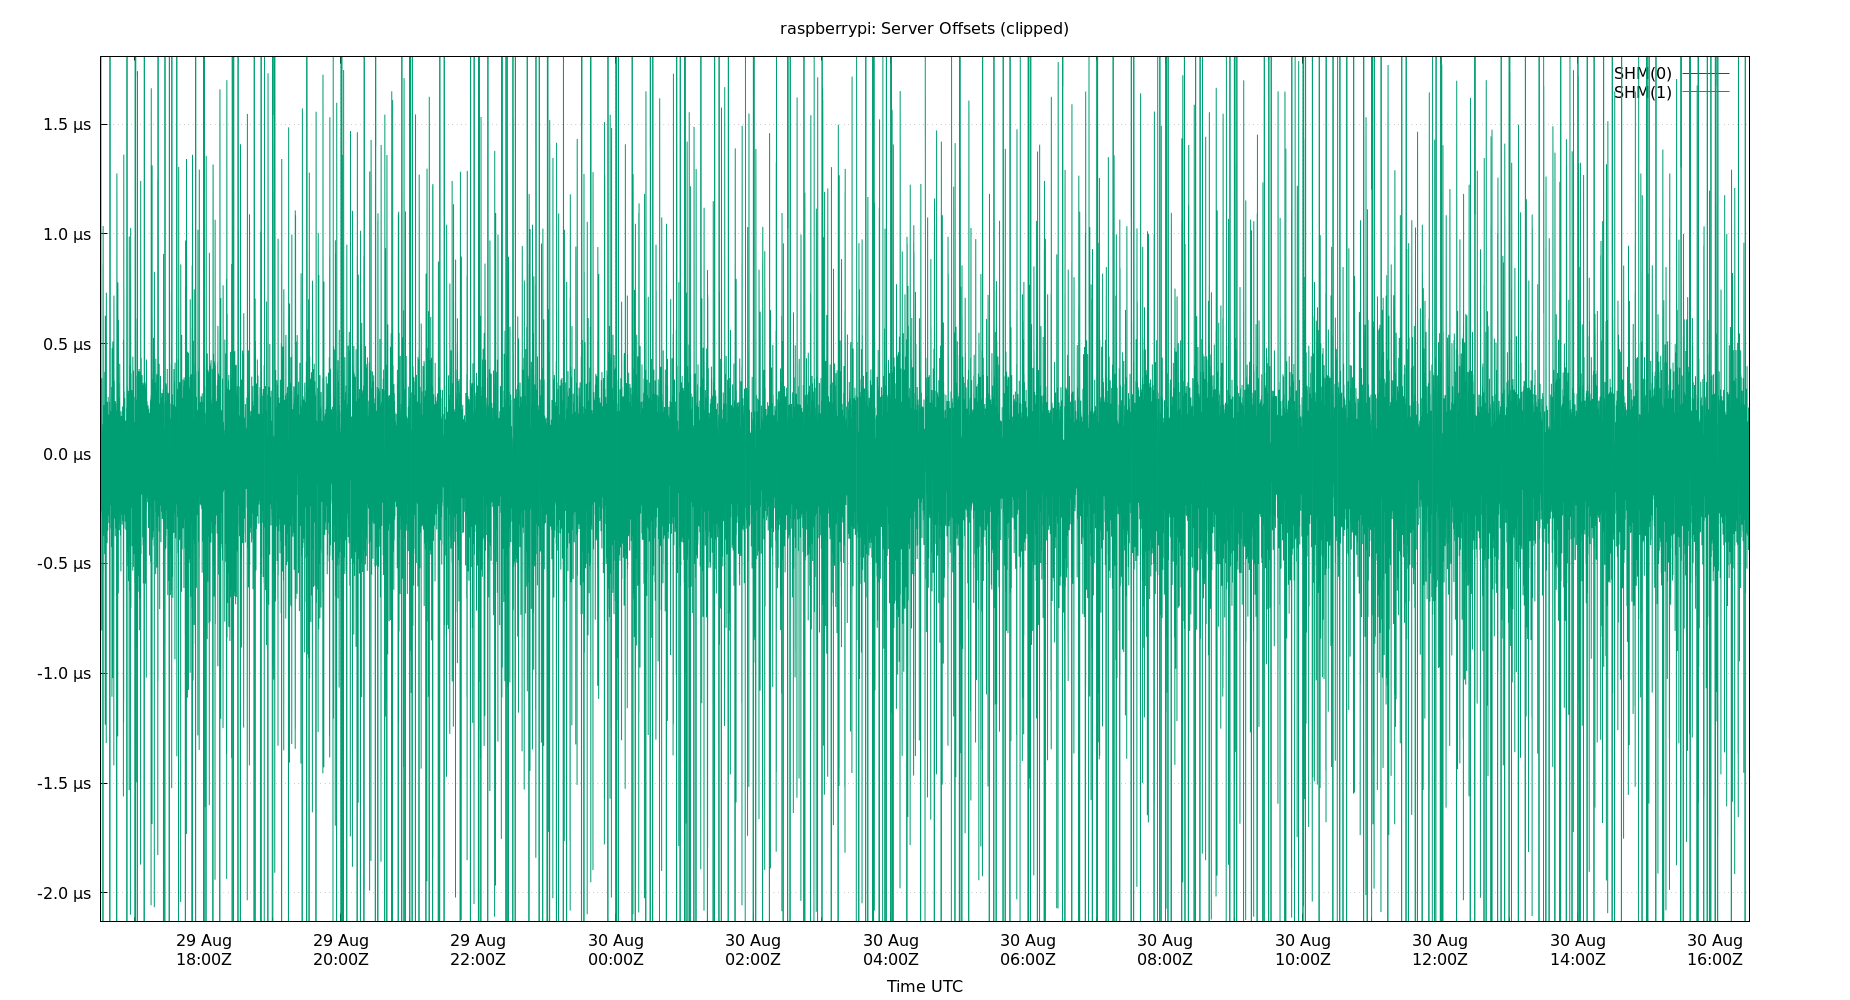 raspberrypi: Server Offsets (clipped)
SHM(0)
SHM(1)
1.5 µs
1.0 µs
0.5 µs
0.0 µs
-0.5 µs
-1.0 µs
-1.5 µs
-2.0 µs
29 Aug 29 Aug 29 Aug 30 Aug 30 Aug 30 Aug 30 Aug 30 Aug 30 Aug 30 Aug 30 Aug 30 Aug
18:00Z 20:00Z 22:00Z 00:00Z 02:00Z 04:00Z 06:00Z 08:00Z 10:00Z 12:00Z 14:00Z 16:00Z
Time UTC